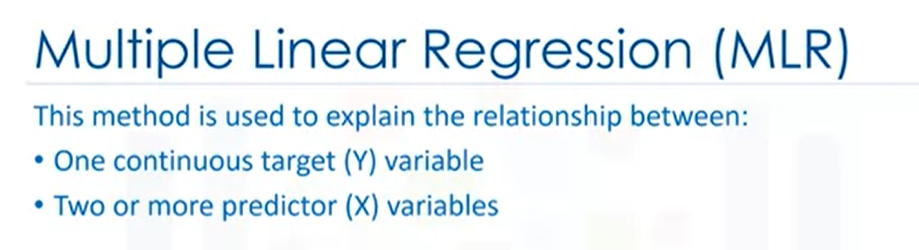 Multiple Linear Regression (MLR)
This method is used to explain the relationship between:
• One continuous target (Y) variable
• Two or more predictor (X) variables